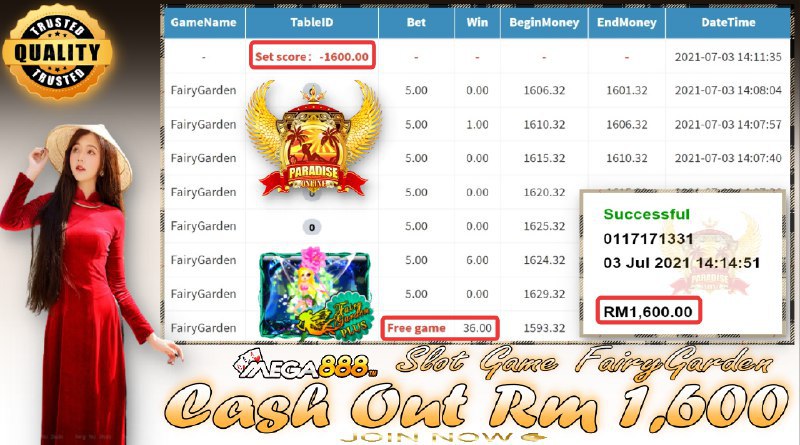 TRUSTED
QUALITY
TRUSTED
GameName TableID Bet Win BeginMoney EndMoney DateTime
- Set score: -1600.00 - - - - 2021-07-03 14:11:35
FairyGarden 5.00 0.00 1606.32 1601.32 2021-07-03 14:08:04
FairyGarden 5.00 1.00 1610.32 1606.32 2021-07-03 14:07:57
FairyGarden 5.00 0.00 1615.32 1610.32 2021-07-03 14:07:40
PARADISE
ONLINE
FairyGarden 5.00 0.00 1620.32
FairyGarden 0 5.00 0.00 1625.32
FairyGarden 5.00 6.00 1624.32
FairyGarden 5.00 0.00 1629.32
Fairy
Garden
PLUS
FairyGarden Free game 36.00 1593.32
Successful
0117171331
03 Jul 2021 14:14:51
RM1,600.00
MEGA888 TM Slot Game FairyGarden
Cash Out Rm 1,600
JOIN NOW